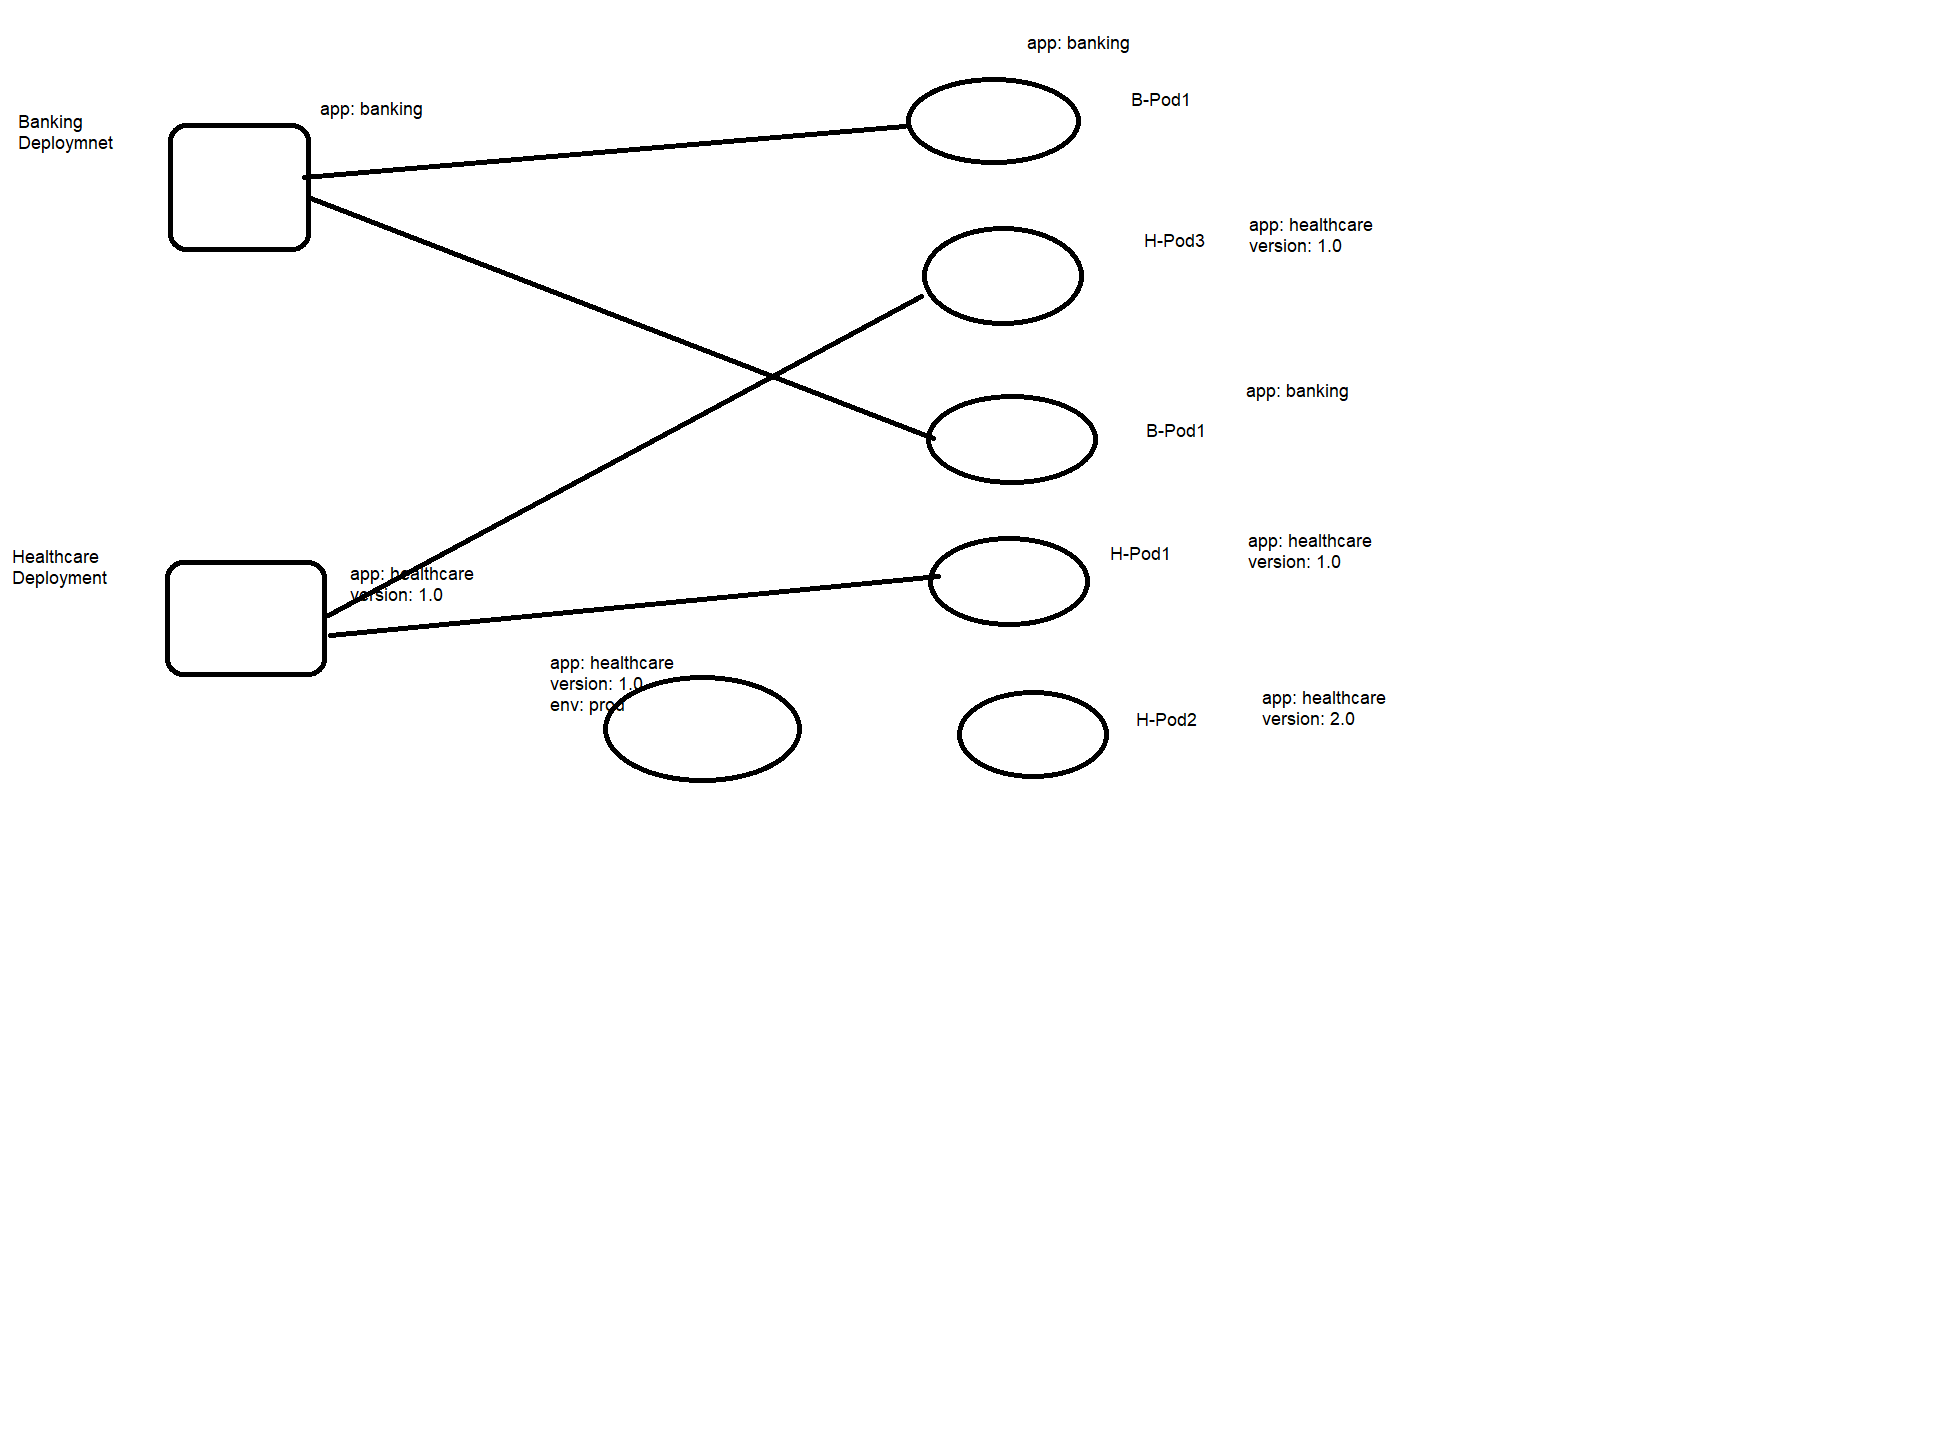 app: banking
Banking
Deploymnet
app: banking
B-Pod1
H-Pod3
app: healthcare
version: 1.0
app: banking
B-Pod1
Healthcare
Deployment
app: healthcare
version: 1.0
H-Pod1
app: healthcare
version: 1.0
app: healthcare
version: 1.0
env: prod
H-Pod2
app: healthcare
version: 2.0